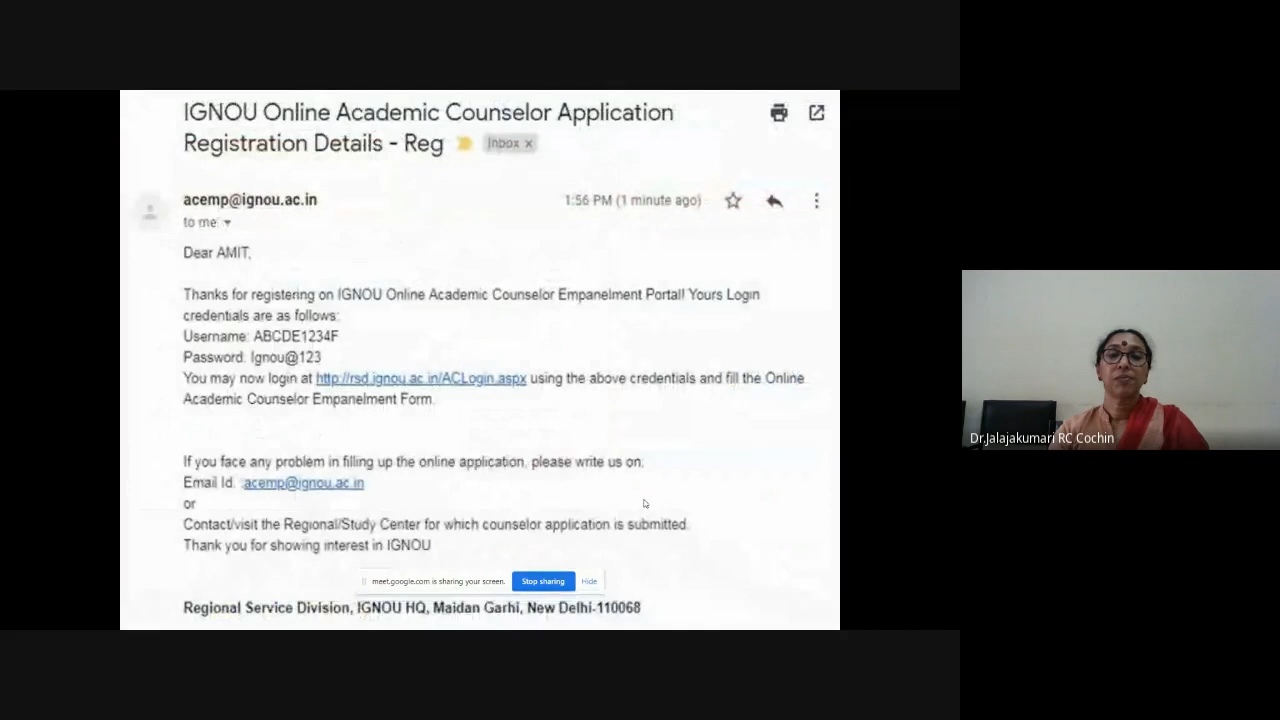 IGNOU Online Academic Counselor Application
Registration Details - Reg Inbox ×
acemp@ignou.ac.in 1:56 PM (1 minute ago)
to me
Dear AMIT,
Thanks for registering on IGNOU Online Academic Counselor Empanelment Portal! Yours Login
credentials are as follows:
Username: ABCDE1234F
Password: Ignou@123
You may now login at http://rsd.ignou.ac.in/ACLogin.aspx using the above credentials and fill the Online
Academic Counselor Empanelment Form.
If you face any problem in filling up the online application, please write us on:
Email Id. :acemp@ignou.ac.in
or
Contact/visit the Regional/Study Center for which counselor application is submitted.
Thank you for showing interest in IGNOU
meet.google.com is sharing your screen. Stop sharing Hide
Regional Service Division, IGNOU HQ, Maidan Garhi, New Delhi-110068
Dr.Jalajakumari RC Cochin